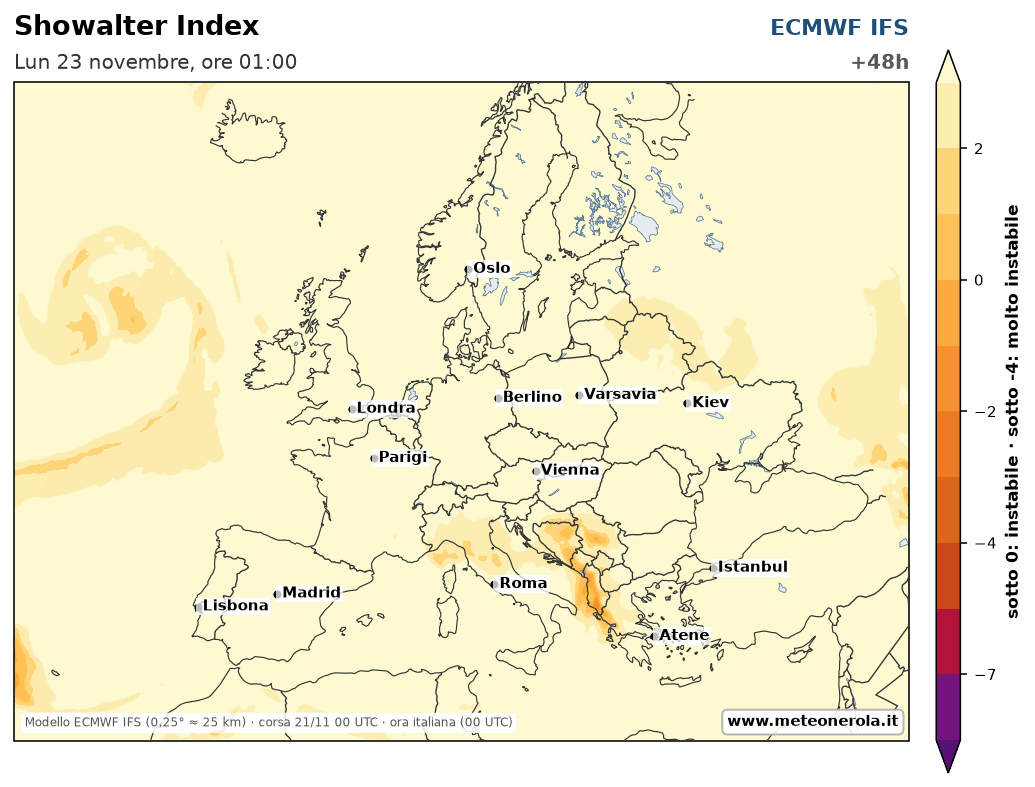 Showalter Index
ECMWF IFS
Lun 23 novembre, ore 01:00
+48h
Oslo
Londra
Berlino
Varsavia
Kiev
Parigi
Vienna
Istanbul
Roma
Madrid
Lisbona
Atene
Modello ECMWF IFS (0,25° ≈ 25 km) · corsa 21/11 00 UTC · ora italiana (00 UTC)
www.meteonerola.it
2
0
−2
−4
−7
sotto 0: instabile · sotto -4: molto instabile